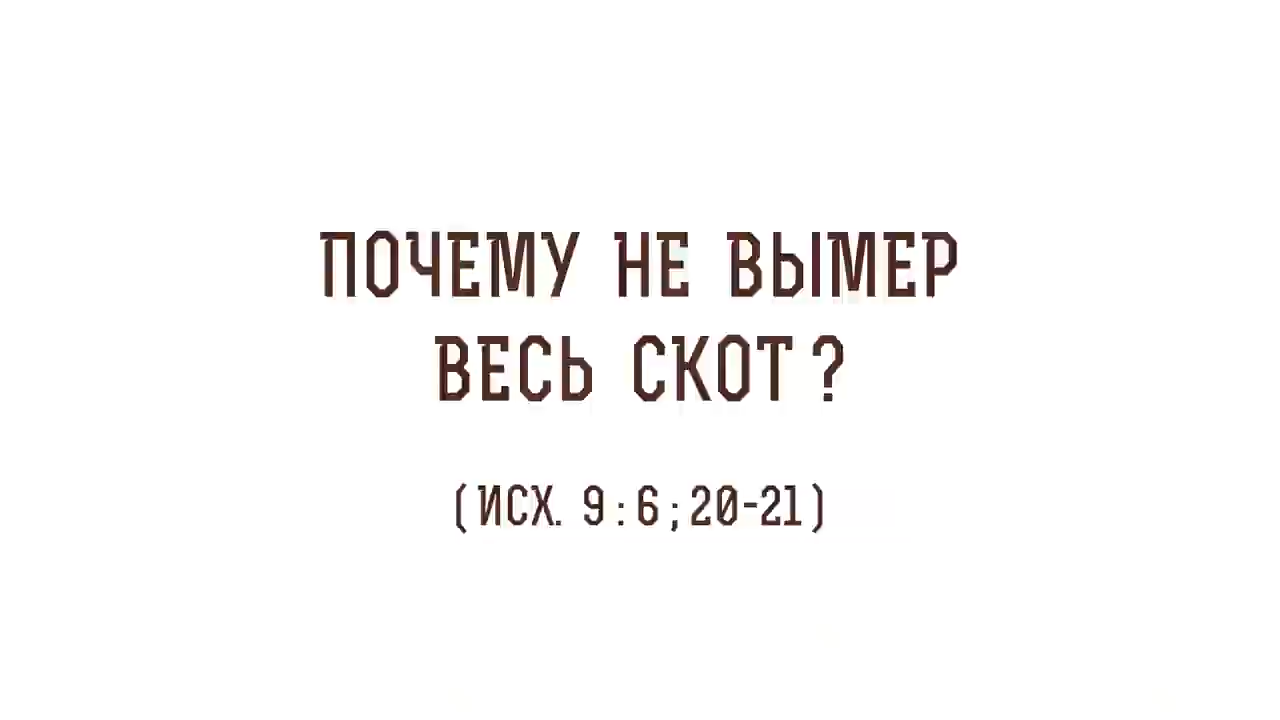 ПОЧЕМУ НЕ ВЫМЕР
ВЕСЬ СКОТ?
(ИСХ. 9:6;20-21)